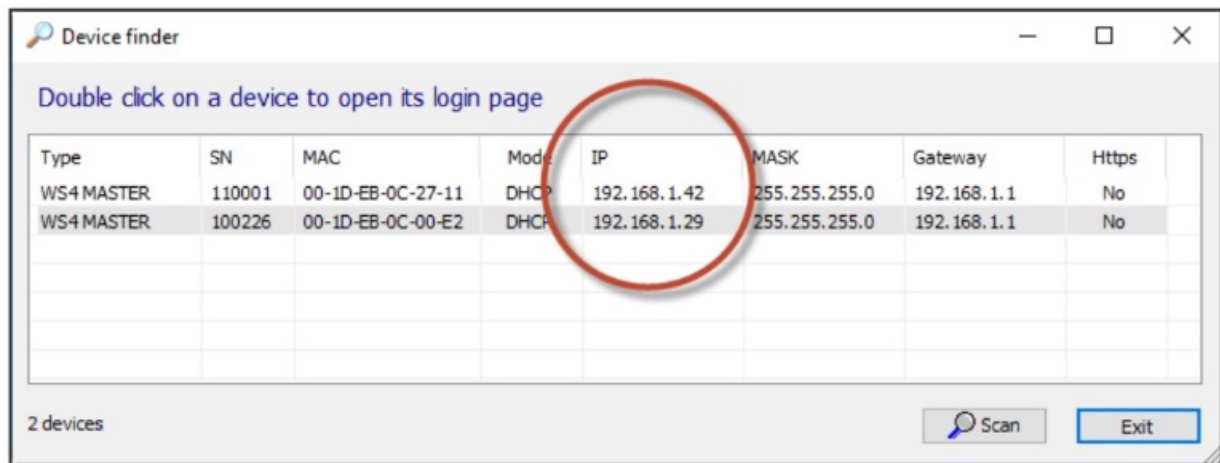 Device finder
Double click on a device to open its login page
Type SN MAC Mode IP MASK Gateway Https
WS4 MASTER 110001 00-1D-EB-0C-27-11 DHCP 192.168.1.42 255.255.255.0 192.168.1.1 No
WS4 MASTER 100226 00-1D-EB-0C-00-E2 DHCP 192.168.1.29 255.255.255.0 192.168.1.1 No
2 devices Scan Exit